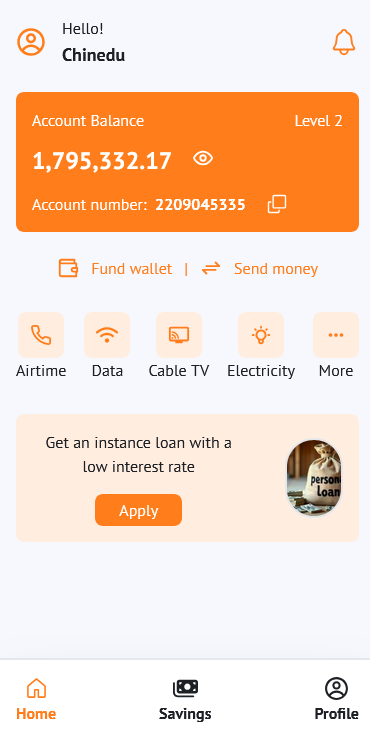 Hello!
Chinedu
Account Balance Level 2
1,795,332.17
Account number: 2209045335
Fund wallet | Send money
Airtime Data Cable TV Electricity More
Get an instance loan with a
low interest rate
personal
loan
Apply
Home Savings Profile